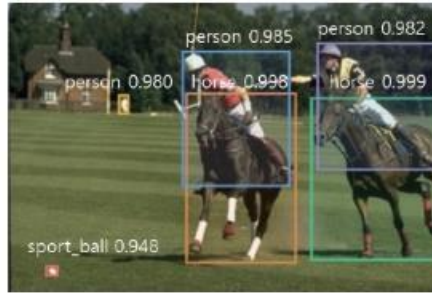 person 0.985
person 0.982
person 0.980
horse 0.998
horse 0.999
sport_ball 0.948